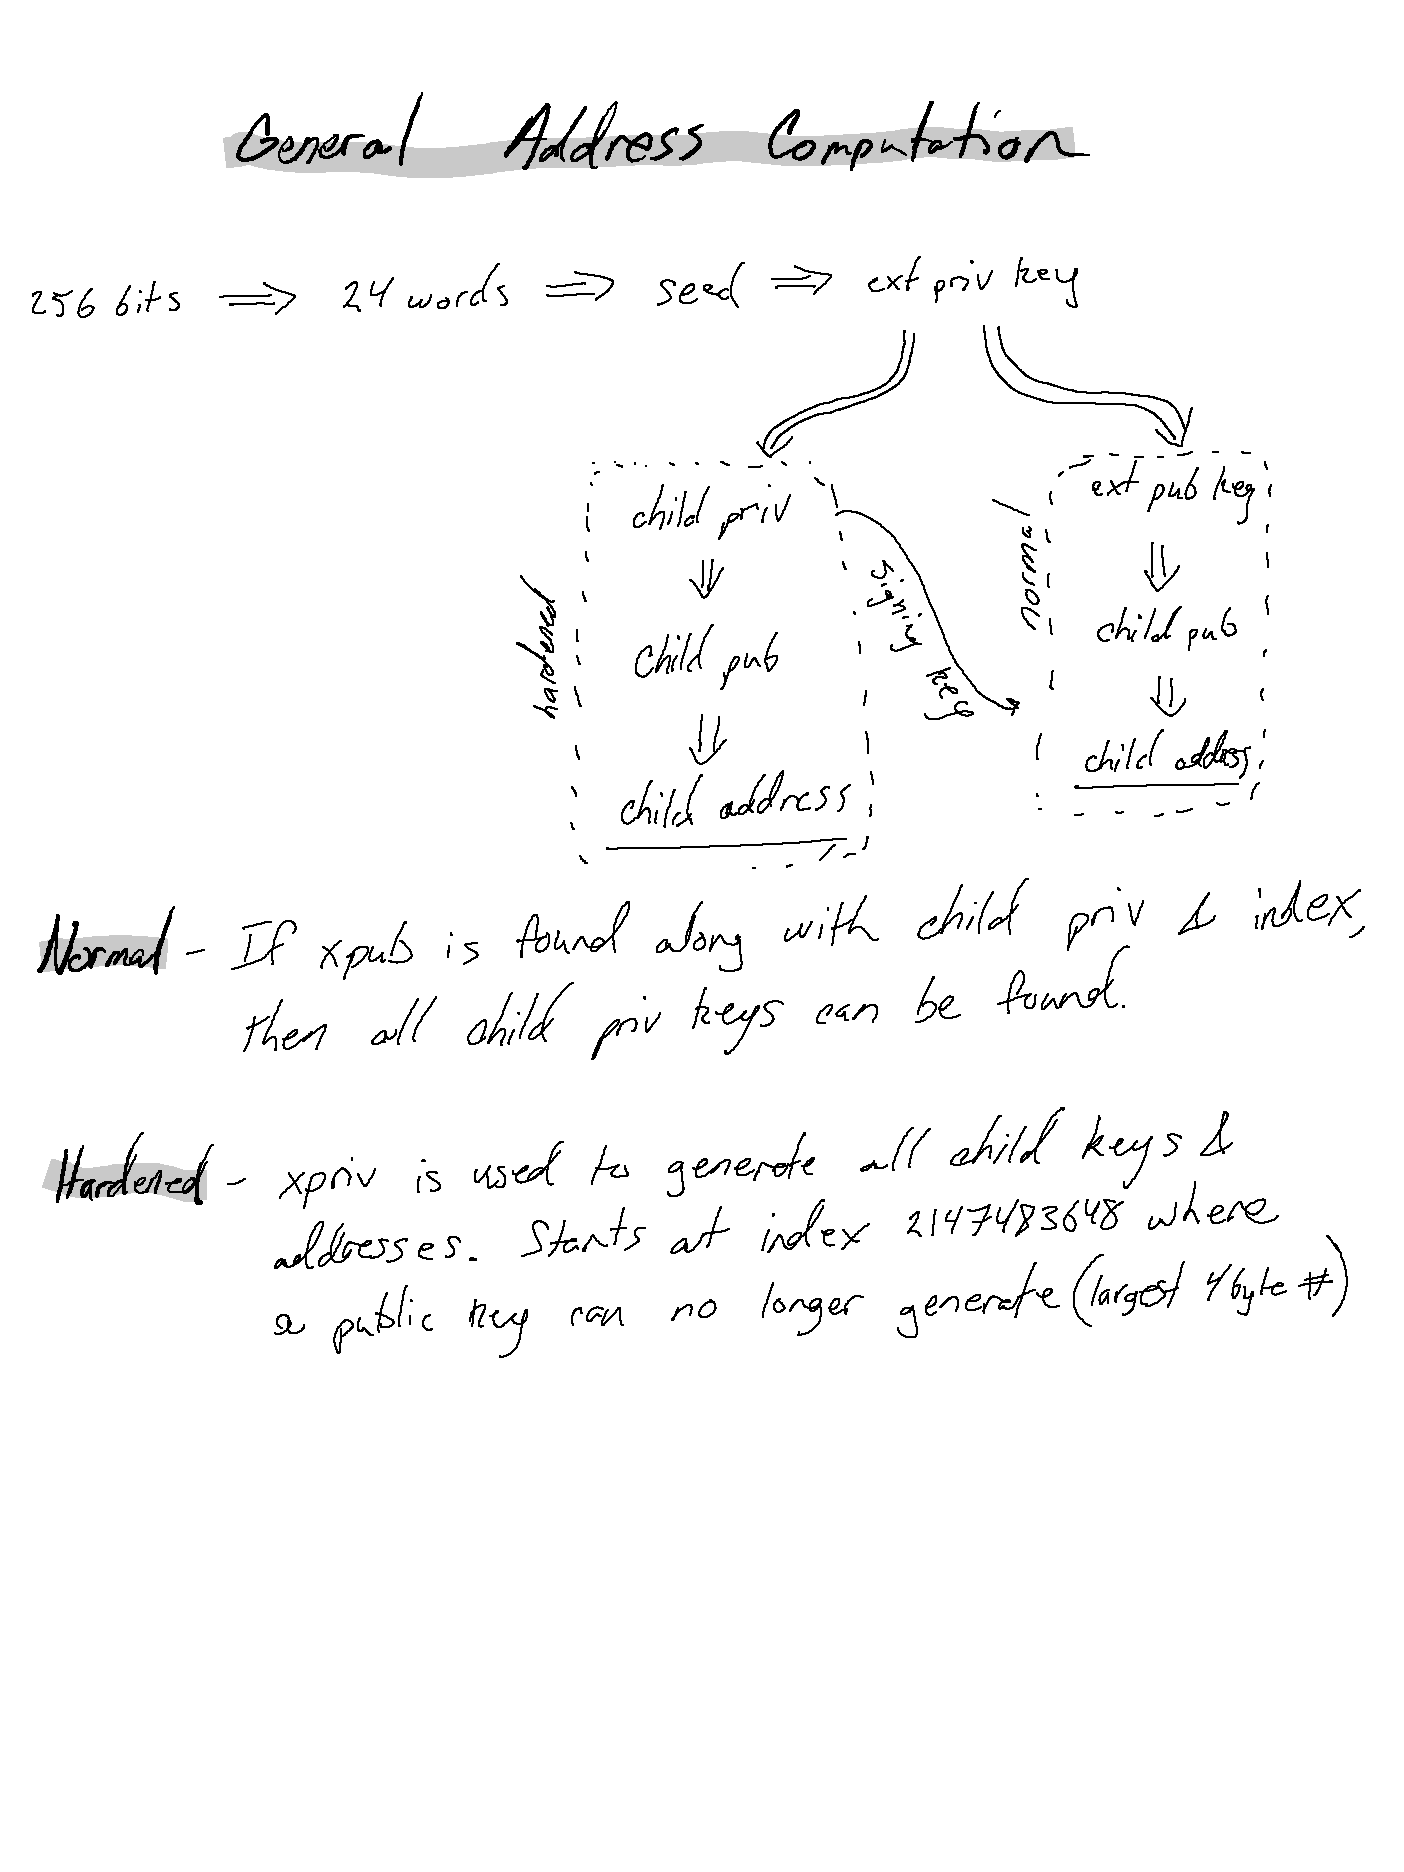 General Address Computation
256 bits ⇒ 24 words ⇒ seed ⇒ ext priv key
hardened
child priv
⇓
child pub
⇓
child address
signing key
normal
ext pub key
⇓
child pub
⇓
child address
Normal - If xpub is found along with child priv & index,
then all child priv keys can be found.
Hardened - xpriv is used to generate all child keys &
addresses. Starts at index 2147483648 where
a public key can no longer generate (largest 4 byte #)